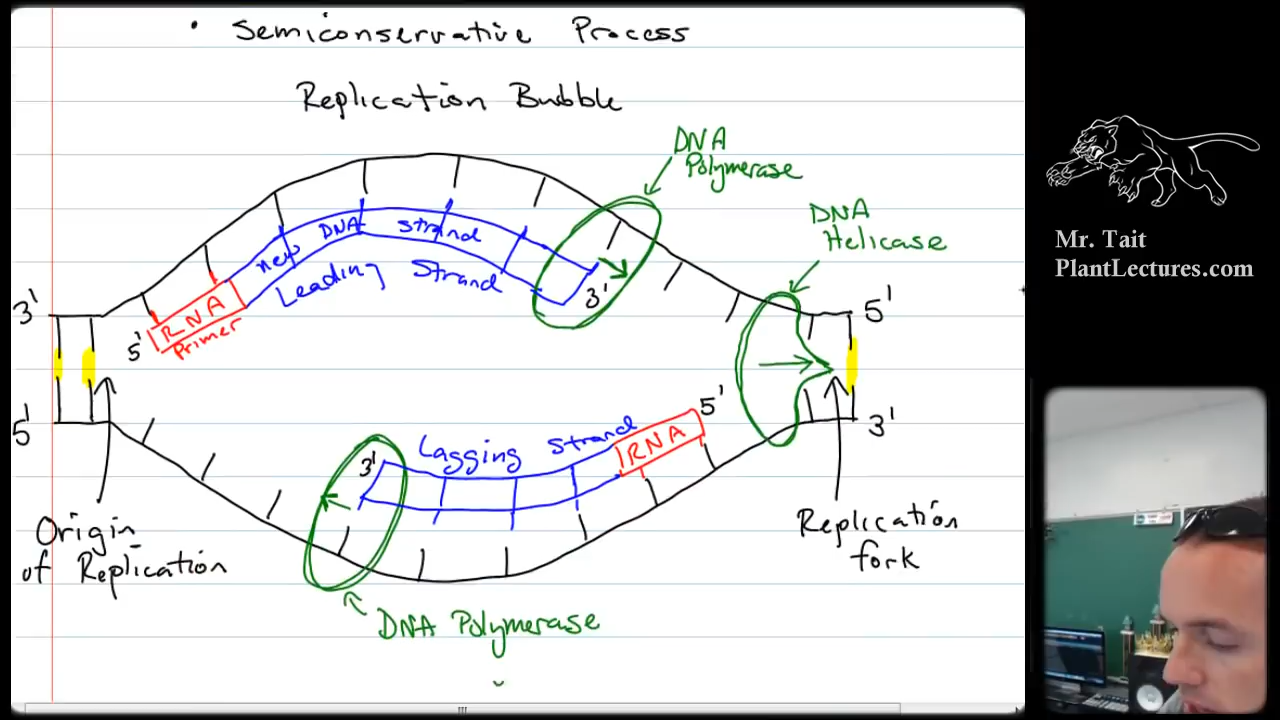 • Semiconservative Process
Replication Bubble
DNA
Polymerase
DNA
Helicase
Mr. Tait
PlantLectures.com
new DNA strand
Leading Strand
3'
3'
5'
RNA
Primer
5'
5'
3'
5'
RNA
Lagging Strand
3'
Origin
of Replication
Replication
fork
DNA Polymerase